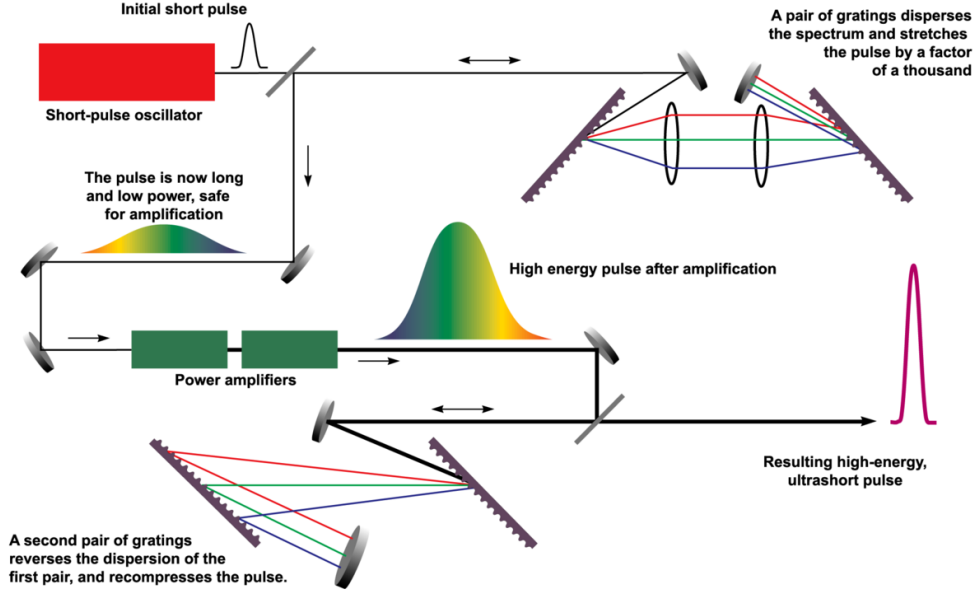 Initial short pulse
A pair of gratings disperses
the spectrum and stretches
the pulse by a factor
of a thousand
Short-pulse oscillator
The pulse is now long
and low power, safe
for amplification
High energy pulse after amplification
Power amplifiers
Resulting high-energy,
ultrashort pulse
A second pair of gratings
reverses the dispersion of the
first pair, and recompresses the pulse.